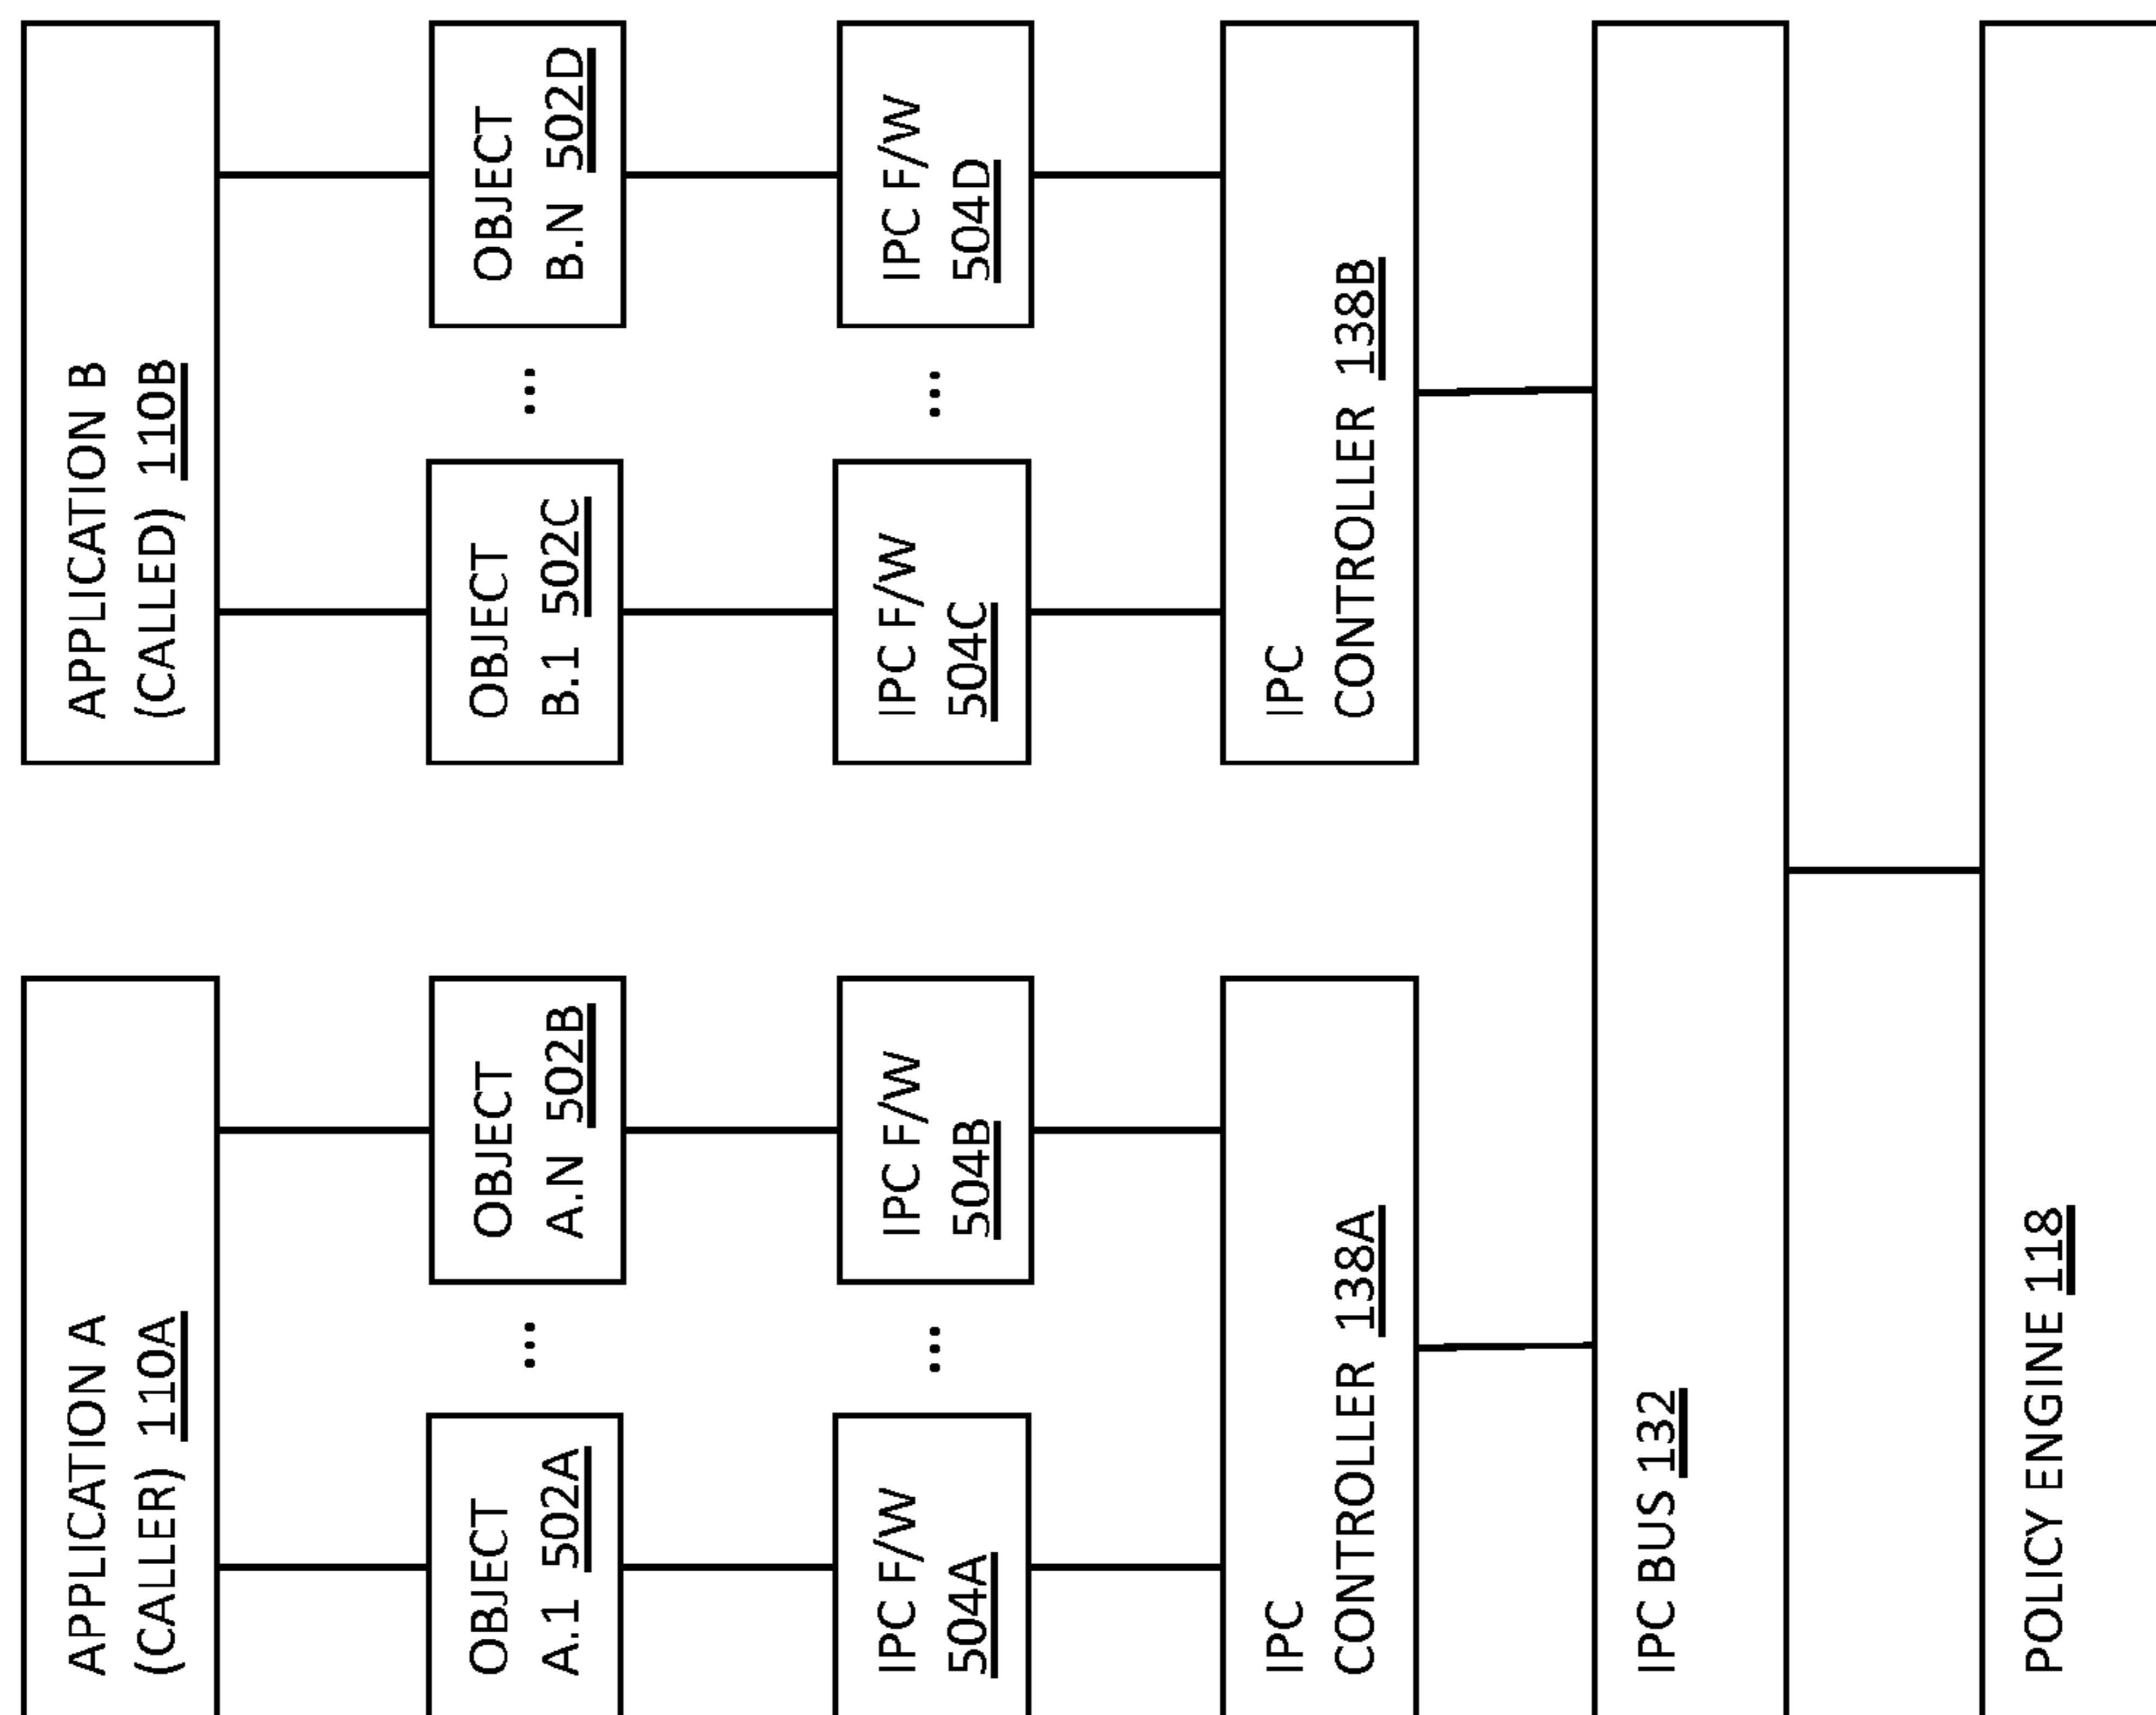 APPLICATION A
(CALLER) 110A
APPLICATION B
(CALLED) 110B
OBJECT
A.1 502A
...
OBJECT
A.N 502B
OBJECT
B.1 502C
...
OBJECT
B.N 502D
IPC F/W
504A
...
IPC F/W
504B
IPC F/W
504C
...
IPC F/W
504D
IPC
CONTROLLER 138A
IPC
CONTROLLER 138B
IPC BUS 132
POLICY ENGINE 118